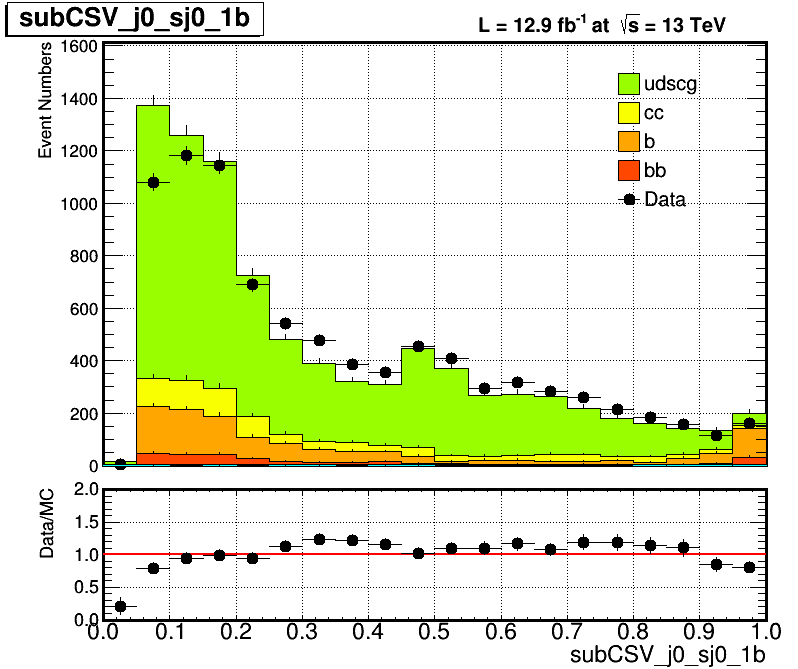 subCSV_j0_sj0_1b
L = 12.9 fb⁻¹ at √s = 13 TeV
Event Numbers
1600
1400
1200
1000
800
600
400
200
0
udscg
cc
b
bb
Data
Data/MC
2.0
1.5
1.0
0.5
0.0
0.0 0.1 0.2 0.3 0.4 0.5 0.6 0.7 0.8 0.9 1.0
subCSV_j0_sj0_1b